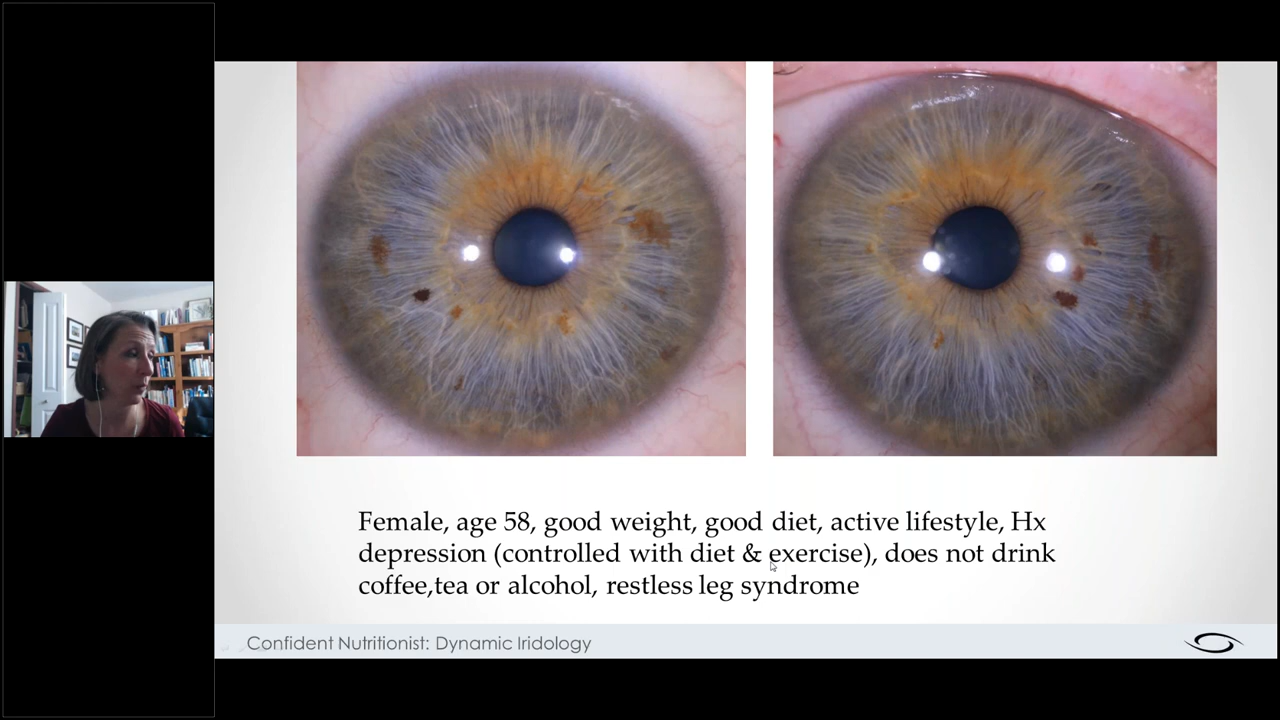 Female, age 58, good weight, good diet, active lifestyle, Hx
depression (controlled with diet & exercise), does not drink
coffee,tea or alcohol, restless leg syndrome
Confident Nutritionist: Dynamic Iridology